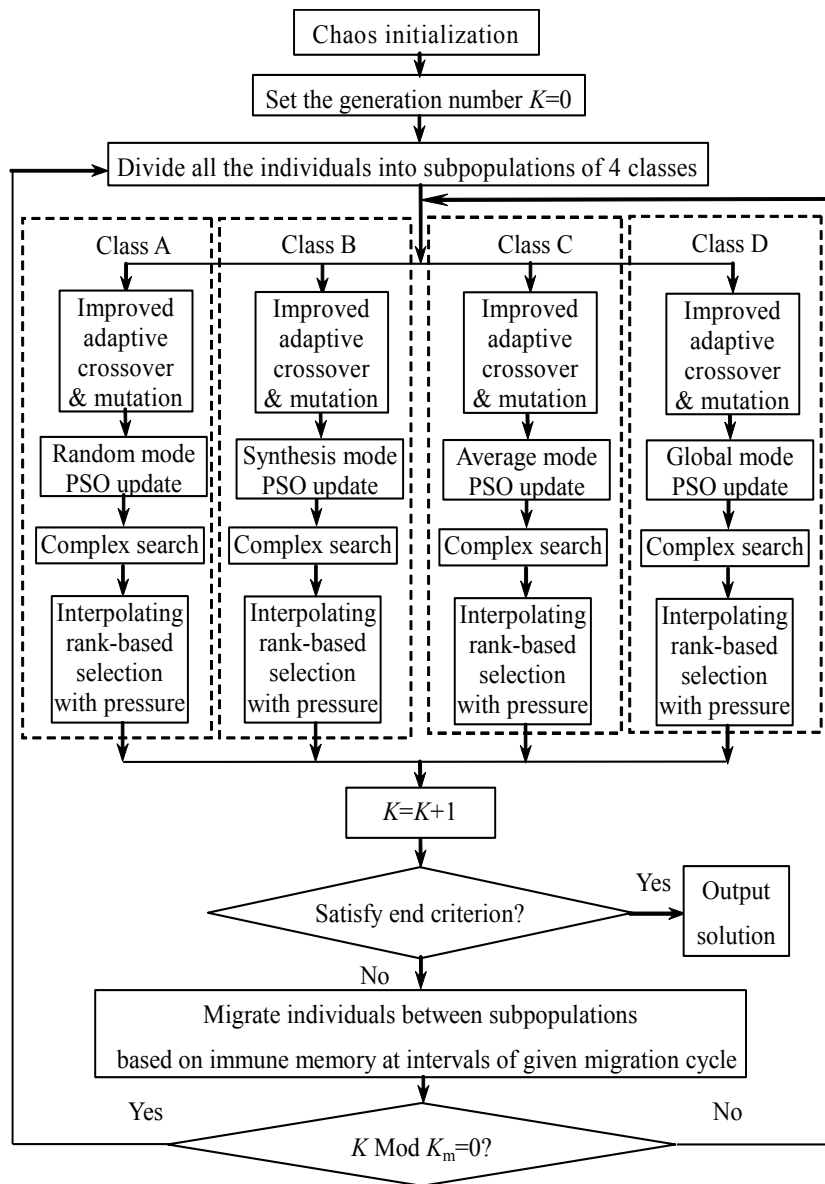 Chaos initialization
Set the generation number K=0
Divide all the individuals into subpopulations of 4 classes
Class A
Improved
adaptive
crossover
& mutation
Random mode
PSO update
Complex search
Interpolating
rank-based
selection
with pressure
Class B
Improved
adaptive
crossover
& mutation
Synthesis mode
PSO update
Complex search
Interpolating
rank-based
selection
with pressure
Class C
Improved
adaptive
crossover
& mutation
Average mode
PSO update
Complex search
Interpolating
rank-based
selection
with pressure
Class D
Improved
adaptive
crossover
& mutation
Global mode
PSO update
Complex search
Interpolating
rank-based
selection
with pressure
K=K+1
Satisfy end criterion?
Yes
Output
solution
No
Migrate individuals between subpopulations
based on immune memory at intervals of given migration cycle
Yes
K Mod Km=0?
No